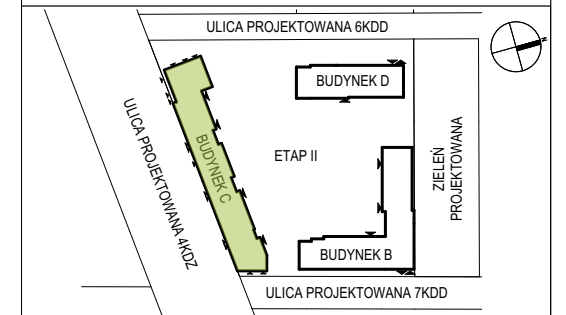 ULICA PROJEKTOWANA 6KDD
BUDYNEK D
ULICA PROJEKTOWANA 4KDZ
BUDYNEK C
ETAP II
ZIELEŃ
PROJEKTOWANA
BUDYNEK B
ULICA PROJEKTOWANA 7KDD